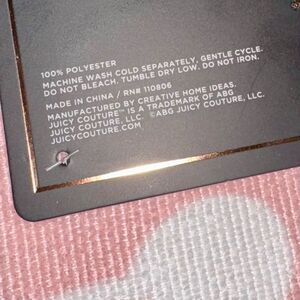 100% POLYESTER
MACHINE WASH COLD SEPARATELY, GENTLE CYCLE.
DO NOT BLEACH. TUMBLE DRY LOW. DO NOT IRON.
MADE IN CHINA / RN# 110806
MANUFACTURED BY CREATIVE HOME IDEAS.
JUICY COUTURE™ IS A TRADEMARK OF ABG
JUICY COUTURE, LLC. ©ABG JUICY COUTURE, LLC.
JUICYCOUTURE.COM